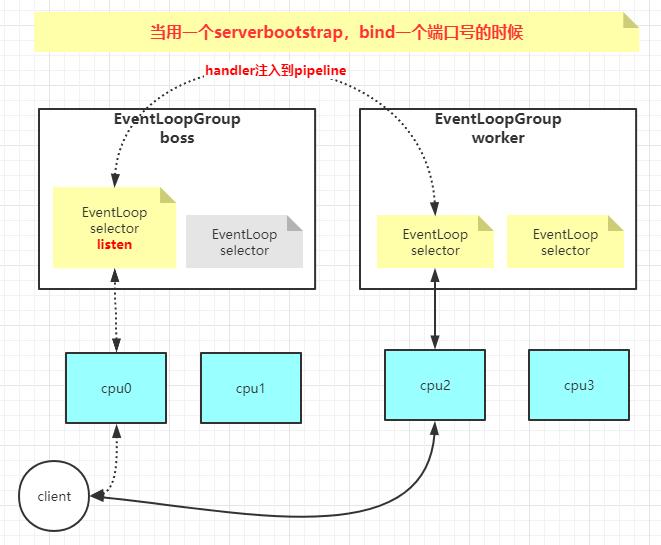 当用一个serverbootstrap，bind一个端口号的时候
handler注入到pipeline
EventLoopGroup
boss
EventLoopGroup
worker
EventLoop
selector
listen
EventLoop
selector
EventLoop
selector
EventLoop
selector
cpu0
cpu1
cpu2
cpu3
client